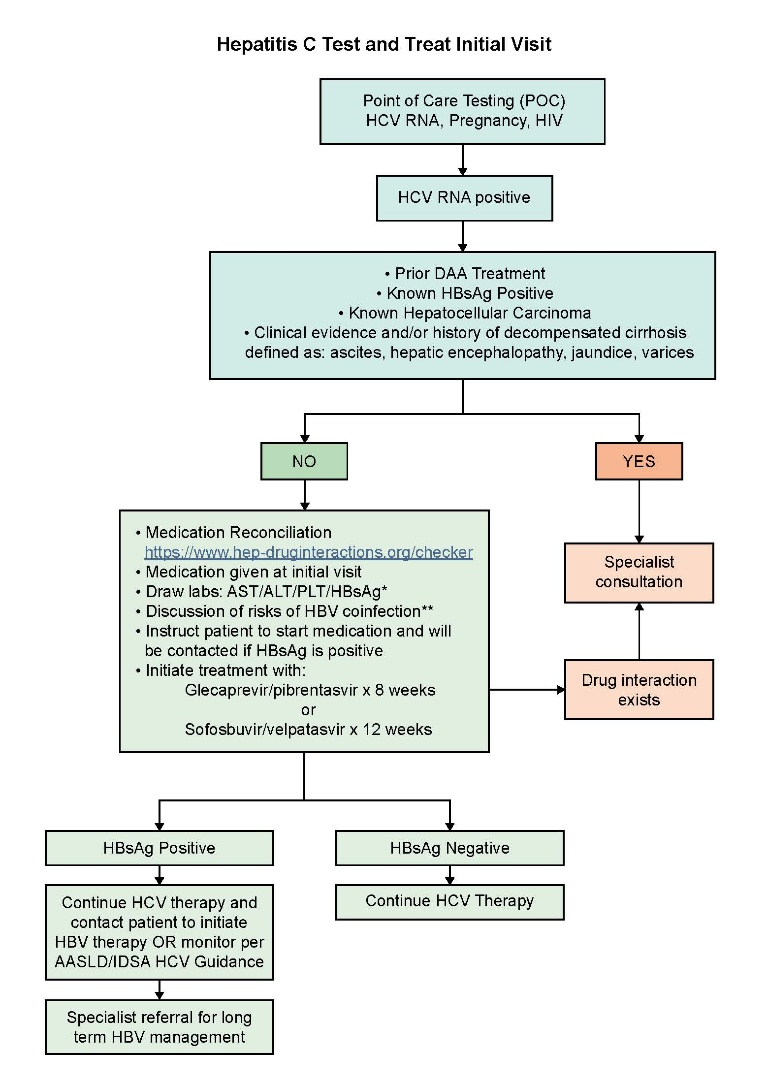 Hepatitis C Test and Treat Initial Visit
Point of Care Testing (POC)
HCV RNA, Pregnancy, HIV
HCV RNA positive
• Prior DAA Treatment
• Known HBsAg Positive
• Known Hepatocellular Carcinoma
• Clinical evidence and/or history of decompensated cirrhosis
defined as: ascites, hepatic encephalopathy, jaundice, varices
NO
YES
• Medication Reconciliation
https://www.hep-druginteractions.org/checker
• Medication given at initial visit
• Draw labs: AST/ALT/PLT/HBsAg*
• Discussion of risks of HBV coinfection**
• Instruct patient to start medication and will
be contacted if HBsAg is positive
• Initiate treatment with:
Glecaprevir/pibrentasvir x 8 weeks
or
Sofosbuvir/velpatasvir x 12 weeks
Specialist
consultation
Drug interaction
exists
HBsAg Positive
HBsAg Negative
Continue HCV therapy and
contact patient to initiate
HBV therapy OR monitor per
AASLD/IDSA HCV Guidance
Continue HCV Therapy
Specialist referral for long
term HBV management